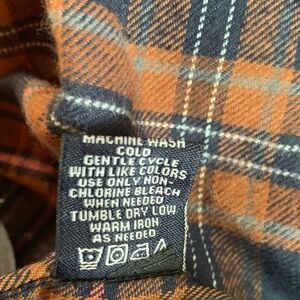 MACHINE WASH
COLD
GENTLE CYCLE
WITH LIKE COLORS
USE ONLY NON-
CHLORINE BLEACH
WHEN NEEDED
TUMBLE DRY LOW
WARM IRON
AS NEEDED